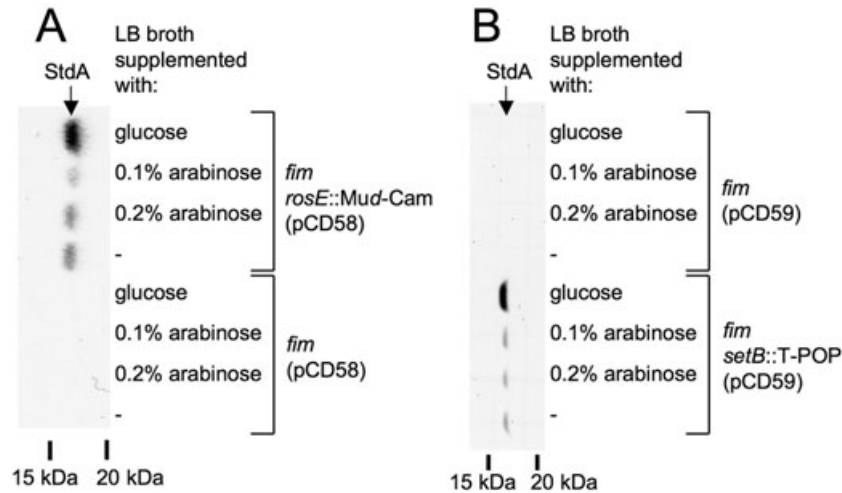 A
LB broth
supplemented
with:
StdA
glucose
0.1% arabinose
0.2% arabinose
-
fim
rosE::Mud-Cam
(pCD58)
glucose
0.1% arabinose
0.2% arabinose
-
fim
(pCD58)
15 kDa
20 kDa
B
LB broth
supplemented
with:
StdA
glucose
0.1% arabinose
0.2% arabinose
-
fim
(pCD59)
glucose
0.1% arabinose
0.2% arabinose
-
fim
setB::T-POP
(pCD59)
15 kDa
20 kDa